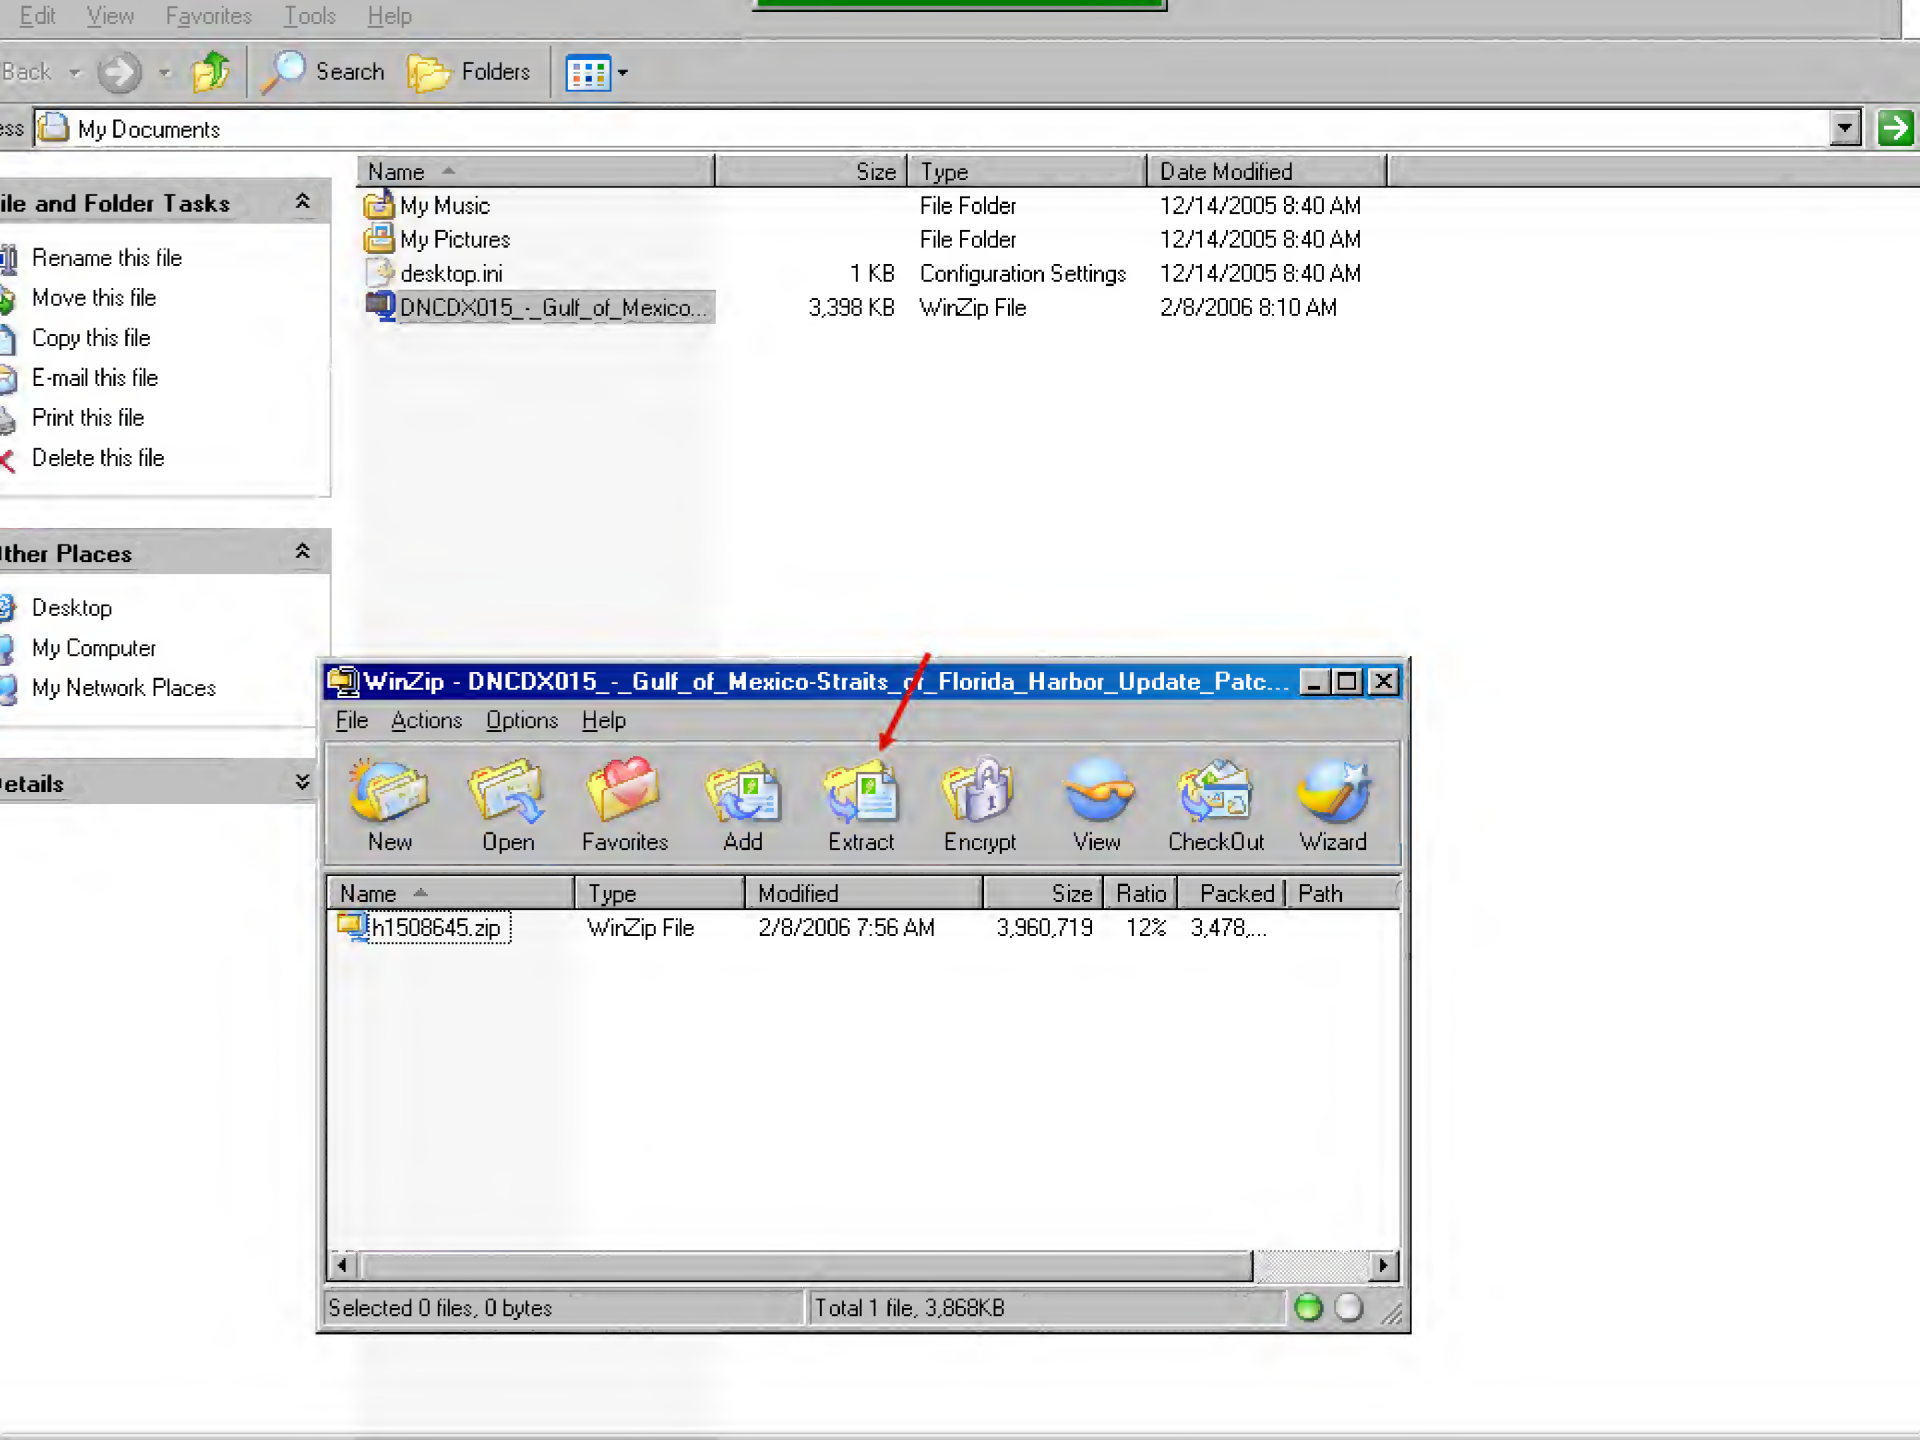 Edit View Favorites Tools Help
Back Search Folders
ess My Documents
Name Size Type Date Modified
My Music File Folder 12/14/2005 8:40 AM
My Pictures File Folder 12/14/2005 8:40 AM
desktop.ini 1 KB Configuration Settings 12/14/2005 8:40 AM
DNCDX015_-_Gulf_of_Mexico... 3,398 KB WinZip File 2/8/2006 8:10 AM
ile and Folder Tasks
Rename this file
Move this file
Copy this file
E-mail this file
Print this file
Delete this file
ther Places
Desktop
My Computer
My Network Places
etails
WinZip - DNCDX015_-_Gulf_of_Mexico-Straits_of_Florida_Harbor_Update_Patc...
File Actions Options Help
New Open Favorites Add Extract Encrypt View CheckOut Wizard
Name Type Modified Size Ratio Packed Path
h1508645.zip WinZip File 2/8/2006 7:56 AM 3,960,719 12% 3,478,...
Selected 0 files, 0 bytes Total 1 file, 3,868KB